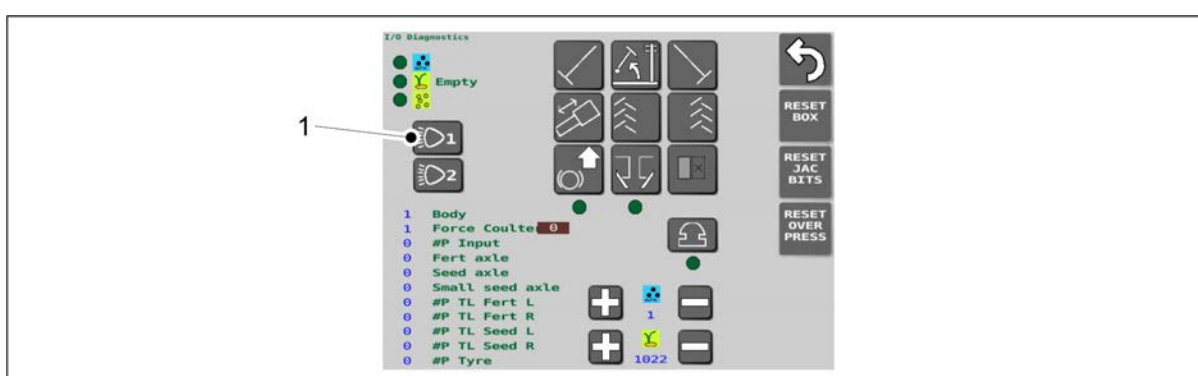 I/O Diagnostics
Empty
1
1
2
RESET
BOX
RESET
JAC
BITS
RESET
OVER
PRESS
1 Body
1 Force Coulte 0
0 #P Input
0 Fert axle
0 Seed axle
0 Small seed axle
0 #P TL Fert L
0 #P TL Fert R
0 #P TL Seed L
0 #P TL Seed R
0 #P Tyre
1
1022